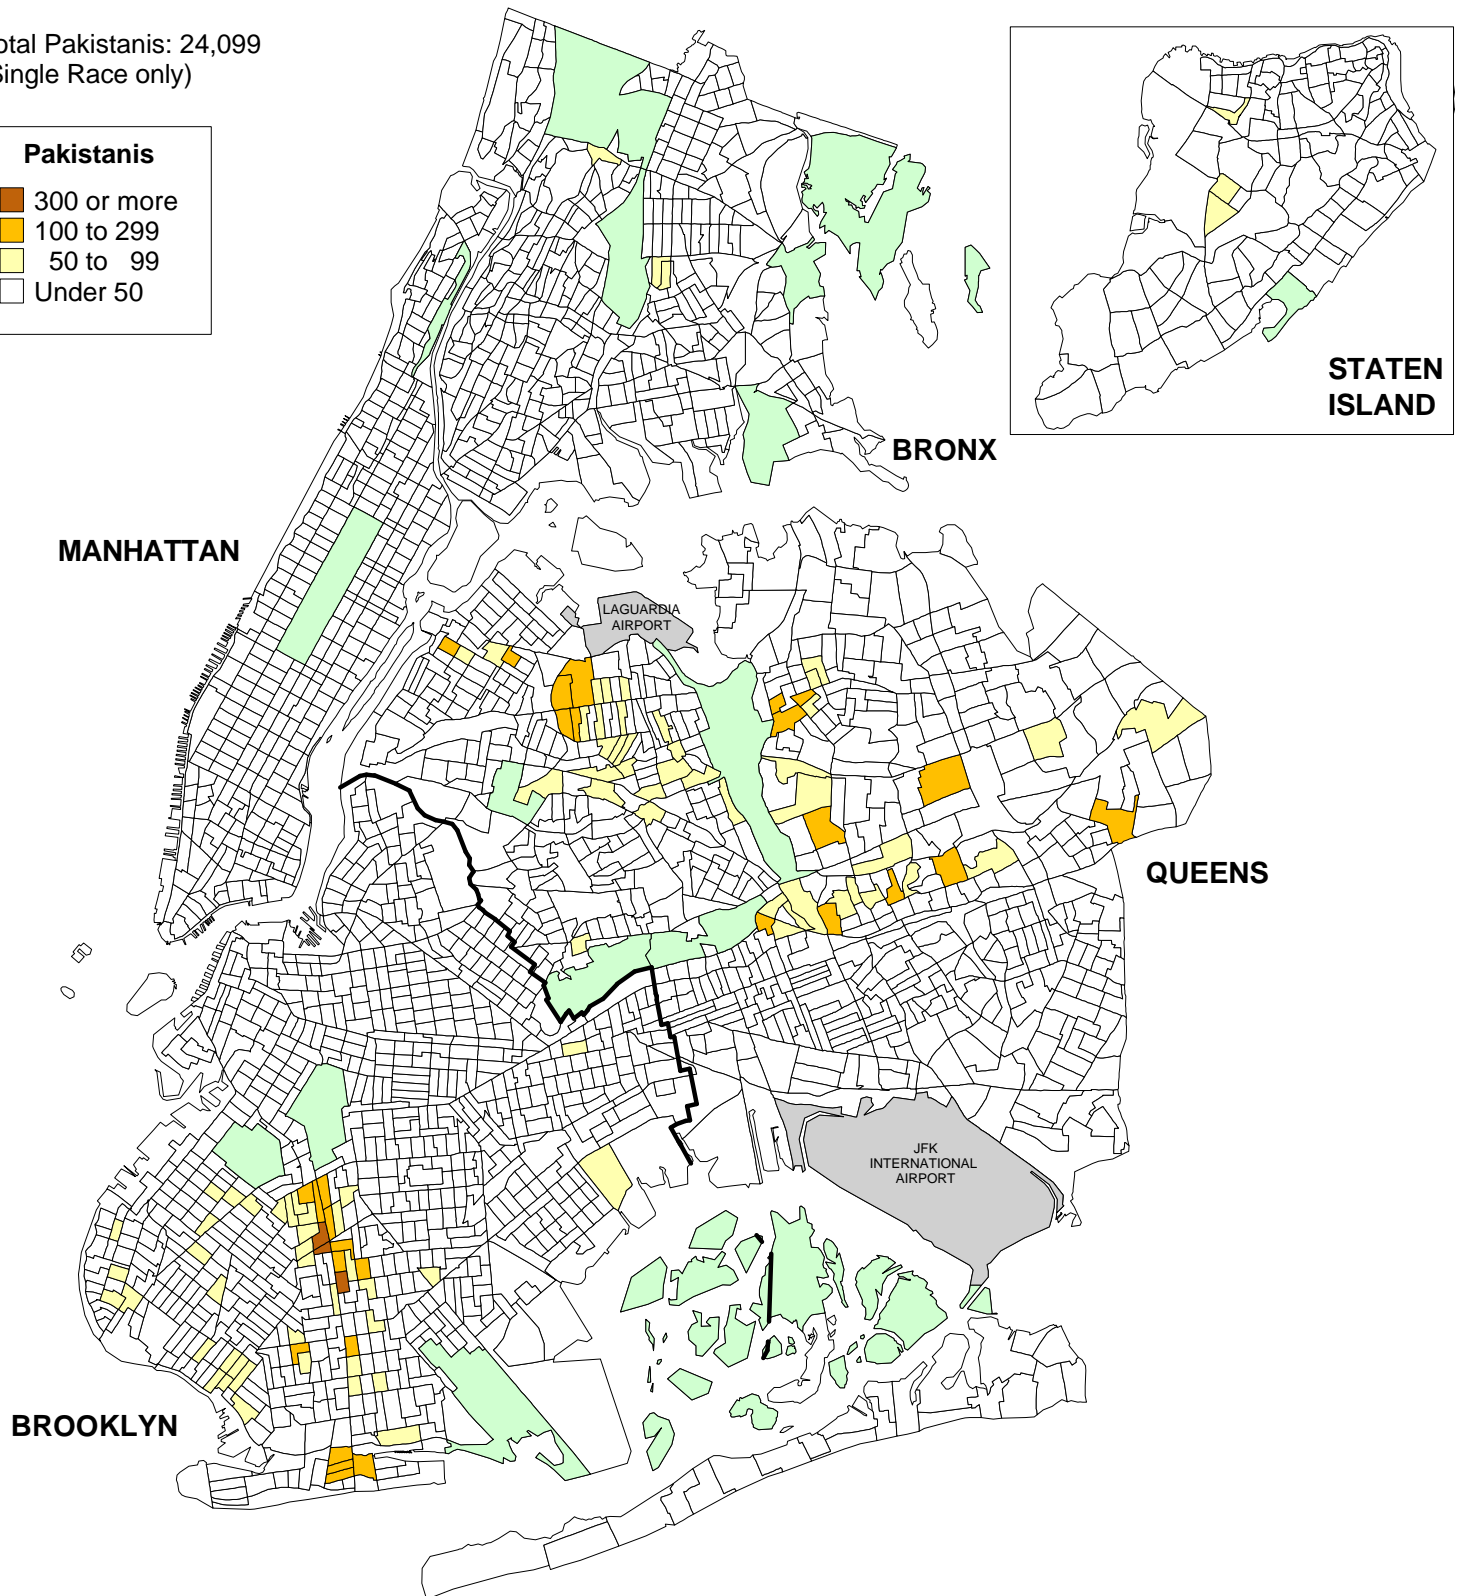 otal Pakistanis: 24,099
Single Race only)
Pakistanis
300 or more
100 to 299
50 to 99
Under 50
STATEN
ISLAND
BRONX
MANHATTAN
LAGUARDIA
AIRPORT
QUEENS
JFK
INTERNATIONAL
AIRPORT
BROOKLYN